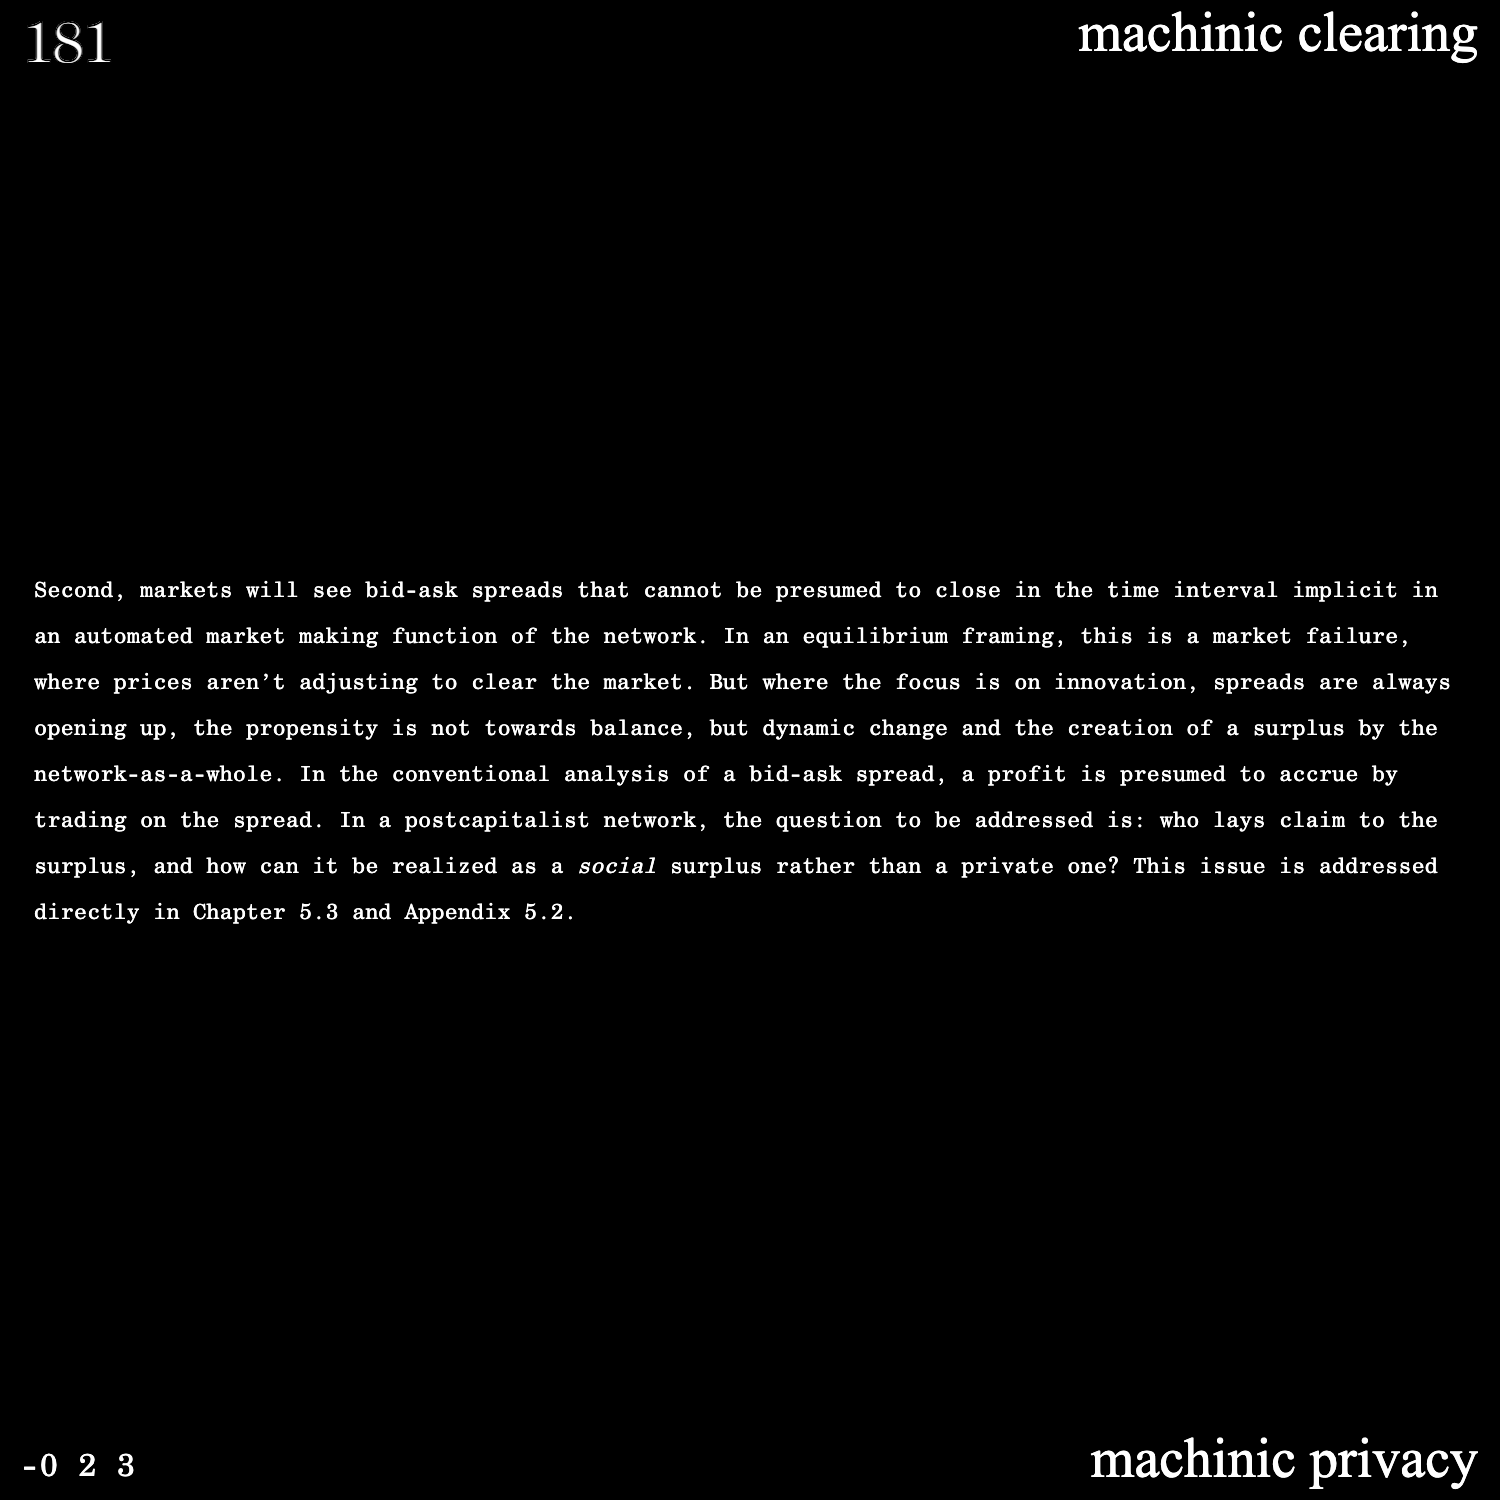 181
machinic clearing
Second, markets will see bid-ask spreads that cannot be presumed to close in the time interval implicit in
an automated market making function of the network. In an equilibrium framing, this is a market failure,
where prices aren’t adjusting to clear the market. But where the focus is on innovation, spreads are always
opening up, the propensity is not towards balance, but dynamic change and the creation of a surplus by the
network-as-a-whole. In the conventional analysis of a bid-ask spread, a profit is presumed to accrue by
trading on the spread. In a postcapitalist network, the question to be addressed is: who lays claim to the
surplus, and how can it be realized as a social surplus rather than a private one? This issue is addressed
directly in Chapter 5.3 and Appendix 5.2.
-0 2 3
machinic privacy